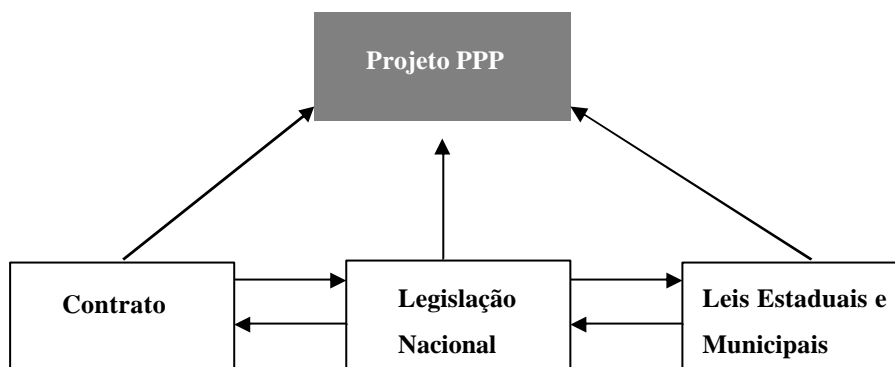 Projeto PPP
Contrato
Legislação
Nacional
Leis Estaduais e
Municipais